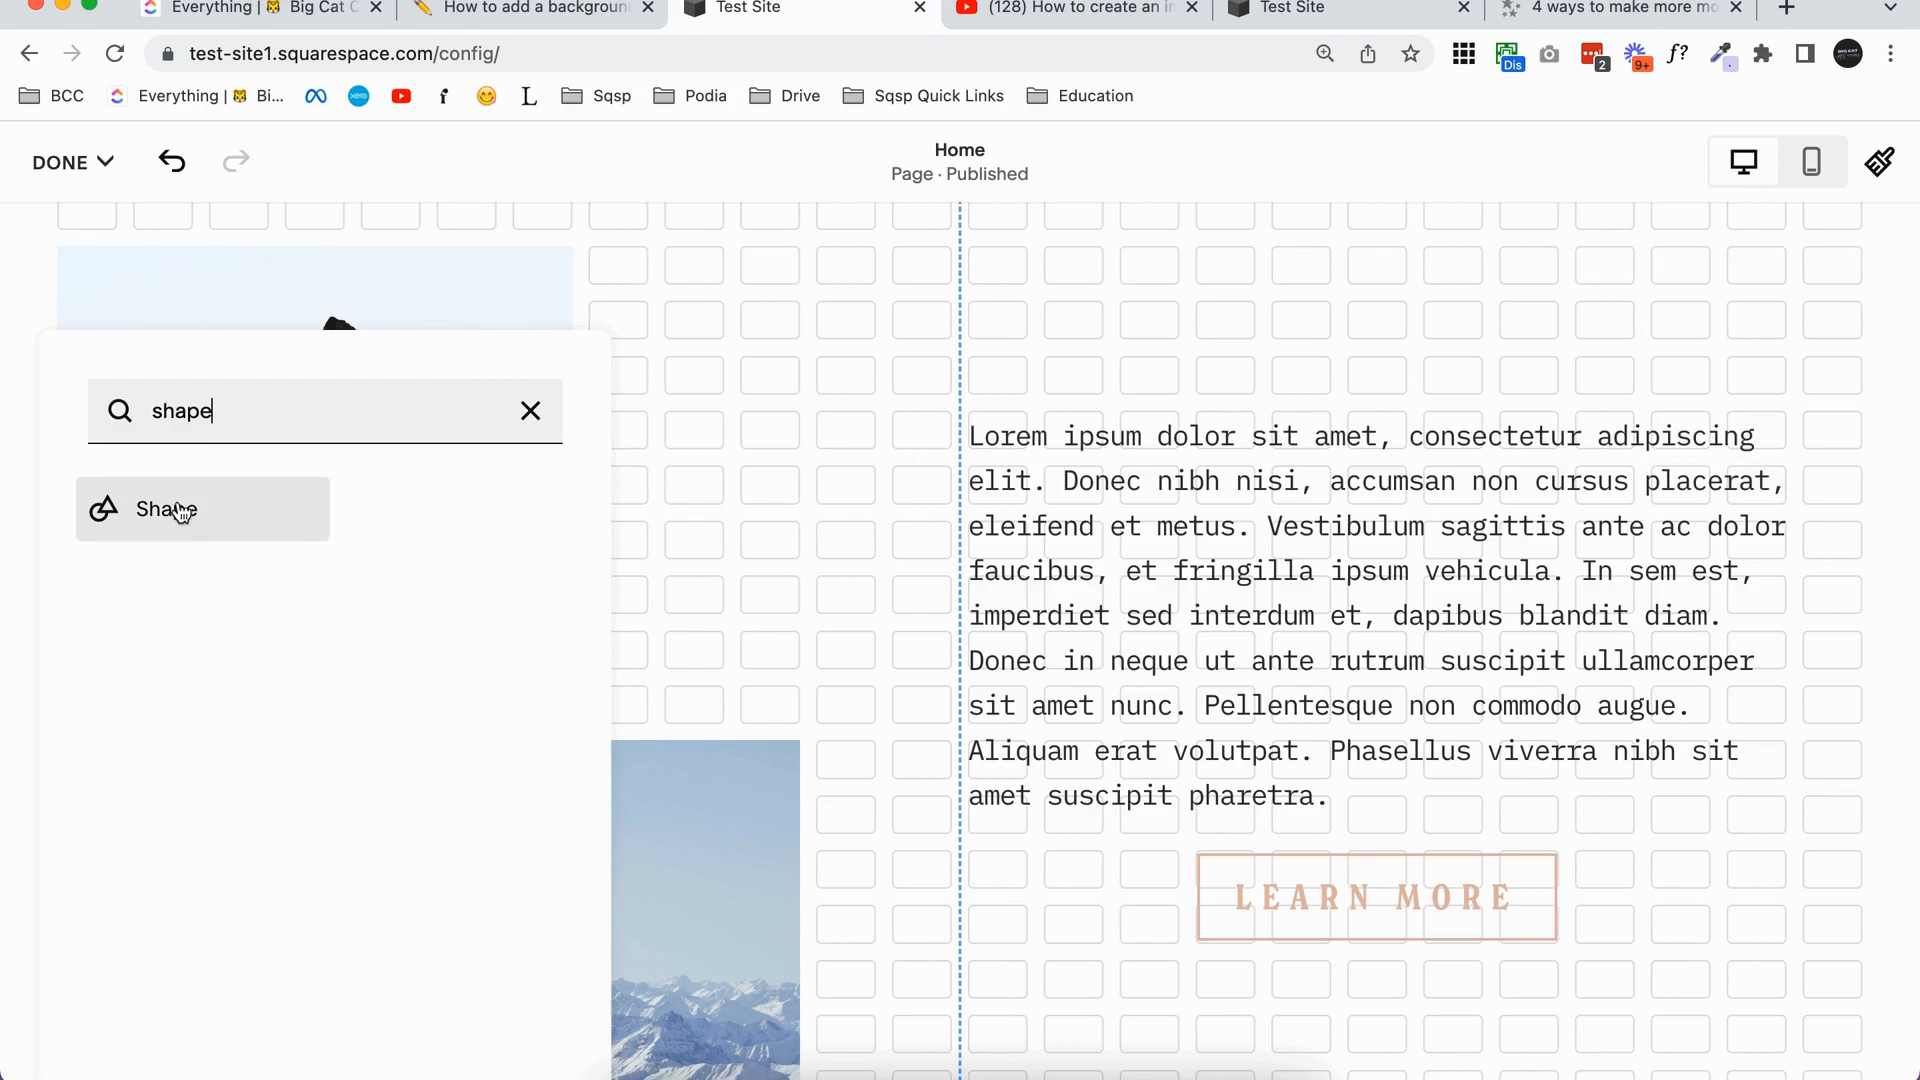 Everything | 🐯 Big Cat C
How to add a backgroun
Test Site
(128) How to create an i
Test Site
4 ways to make more mo
test-site1.squarespace.com/config/
Dis
2
9+
f?
BCC
Everything | 🐯 Bi...
xero
L
Sqsp
Podia
Drive
Sqsp Quick Links
Education
DONE
Home
Page · Published
shape
Shape
Lorem ipsum dolor sit amet, consectetur adipiscing
elit. Donec nibh nisi, accumsan non cursus placerat,
eleifend et metus. Vestibulum sagittis ante ac dolor
faucibus, et fringilla ipsum vehicula. In sem est,
imperdiet sed interdum et, dapibus blandit diam.
Donec in neque ut ante rutrum suscipit ullamcorper
sit amet nunc. Pellentesque non commodo augue.
Aliquam erat volutpat. Phasellus viverra nibh sit
amet suscipit pharetra.
LEARN MORE